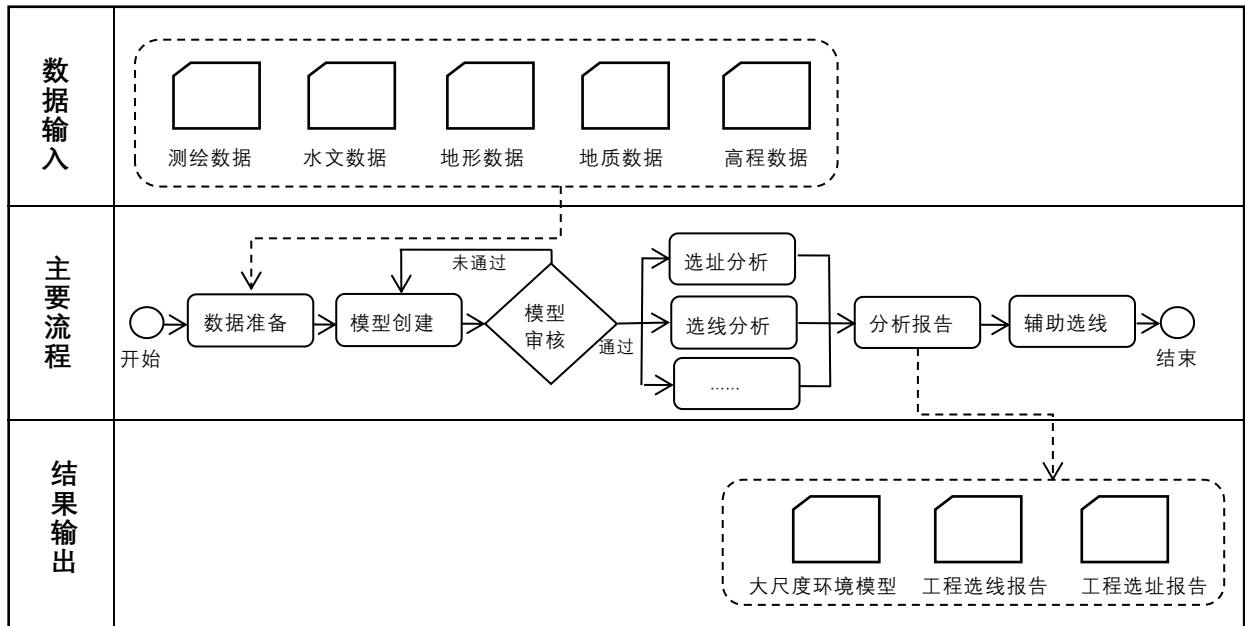 数据输入
测绘数据
水文数据
地形数据
地质数据
高程数据
主要流程
开始
数据准备
模型创建
未通过
模型
审核
通过
选址分析
选线分析
......
分析报告
辅助选线
结束
结果输出
大尺度环境模型
工程选线报告
工程选址报告